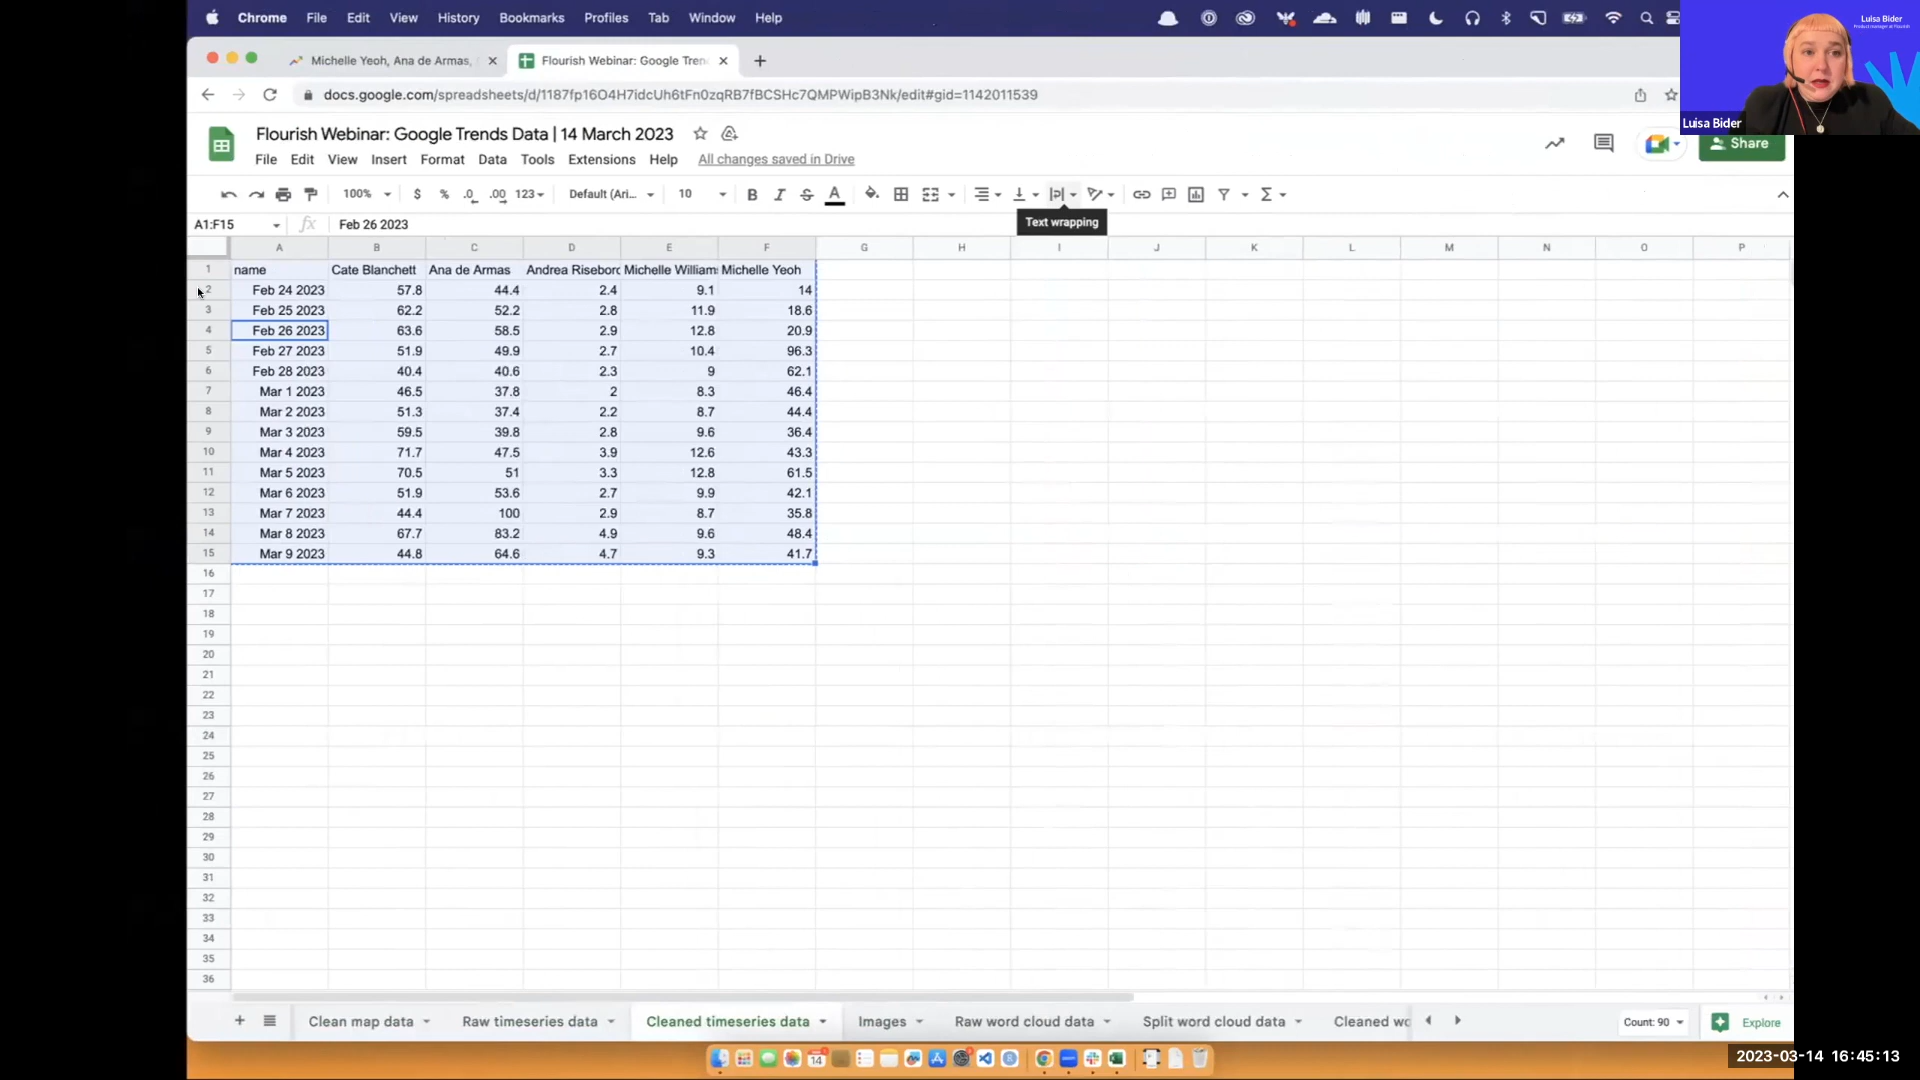 Chrome File Edit View History Bookmarks Profiles Tab Window Help
Michelle Yeoh, Ana de Armas,
Flourish Webinar: Google Tren
docs.google.com/spreadsheets/d/1187fp16O4H7idcUh6tFn0zqRB7fBCSHc7QMPWipB3Nk/edit#gid=1142011539
Luisa Bider
Product manager at Flourish
Luisa Bider
Flourish Webinar: Google Trends Data | 14 March 2023
File Edit View Insert Format Data Tools Extensions Help All changes saved in Drive
Share
100% $ % .0 .00 123 Default (Ari... 10 B I S A
Text wrapping
A1:F15 fx Feb 26 2023
A B C D E F G H I J K L M N O P
1 name Cate Blanchett Ana de Armas Andrea Riseboro Michelle William Michelle Yeoh
2 Feb 24 2023 57.8 44.4 2.4 9.1 14
3 Feb 25 2023 62.2 52.2 2.8 11.9 18.6
4 Feb 26 2023 63.6 58.5 2.9 12.8 20.9
5 Feb 27 2023 51.9 49.9 2.7 10.4 96.3
6 Feb 28 2023 40.4 40.6 2.3 9 62.1
7 Mar 1 2023 46.5 37.8 2 8.3 46.4
8 Mar 2 2023 51.3 37.4 2.2 8.7 44.4
9 Mar 3 2023 59.5 39.8 2.8 9.6 36.4
10 Mar 4 2023 71.7 47.5 3.9 12.6 43.3
11 Mar 5 2023 70.5 51 3.3 12.8 61.5
12 Mar 6 2023 51.9 53.6 2.7 9.9 42.1
13 Mar 7 2023 44.4 100 2.9 8.7 35.8
14 Mar 8 2023 67.7 83.2 4.9 9.6 48.4
15 Mar 9 2023 44.8 64.6 4.7 9.3 41.7
16
17
18
19
20
21
22
23
24
25
26
27
28
29
30
31
32
33
34
35
36
Clean map data Raw timeseries data Cleaned timeseries data Images Raw word cloud data Split word cloud data Cleaned wo Count: 90 Explore
14
2023-03-14 16:45:13